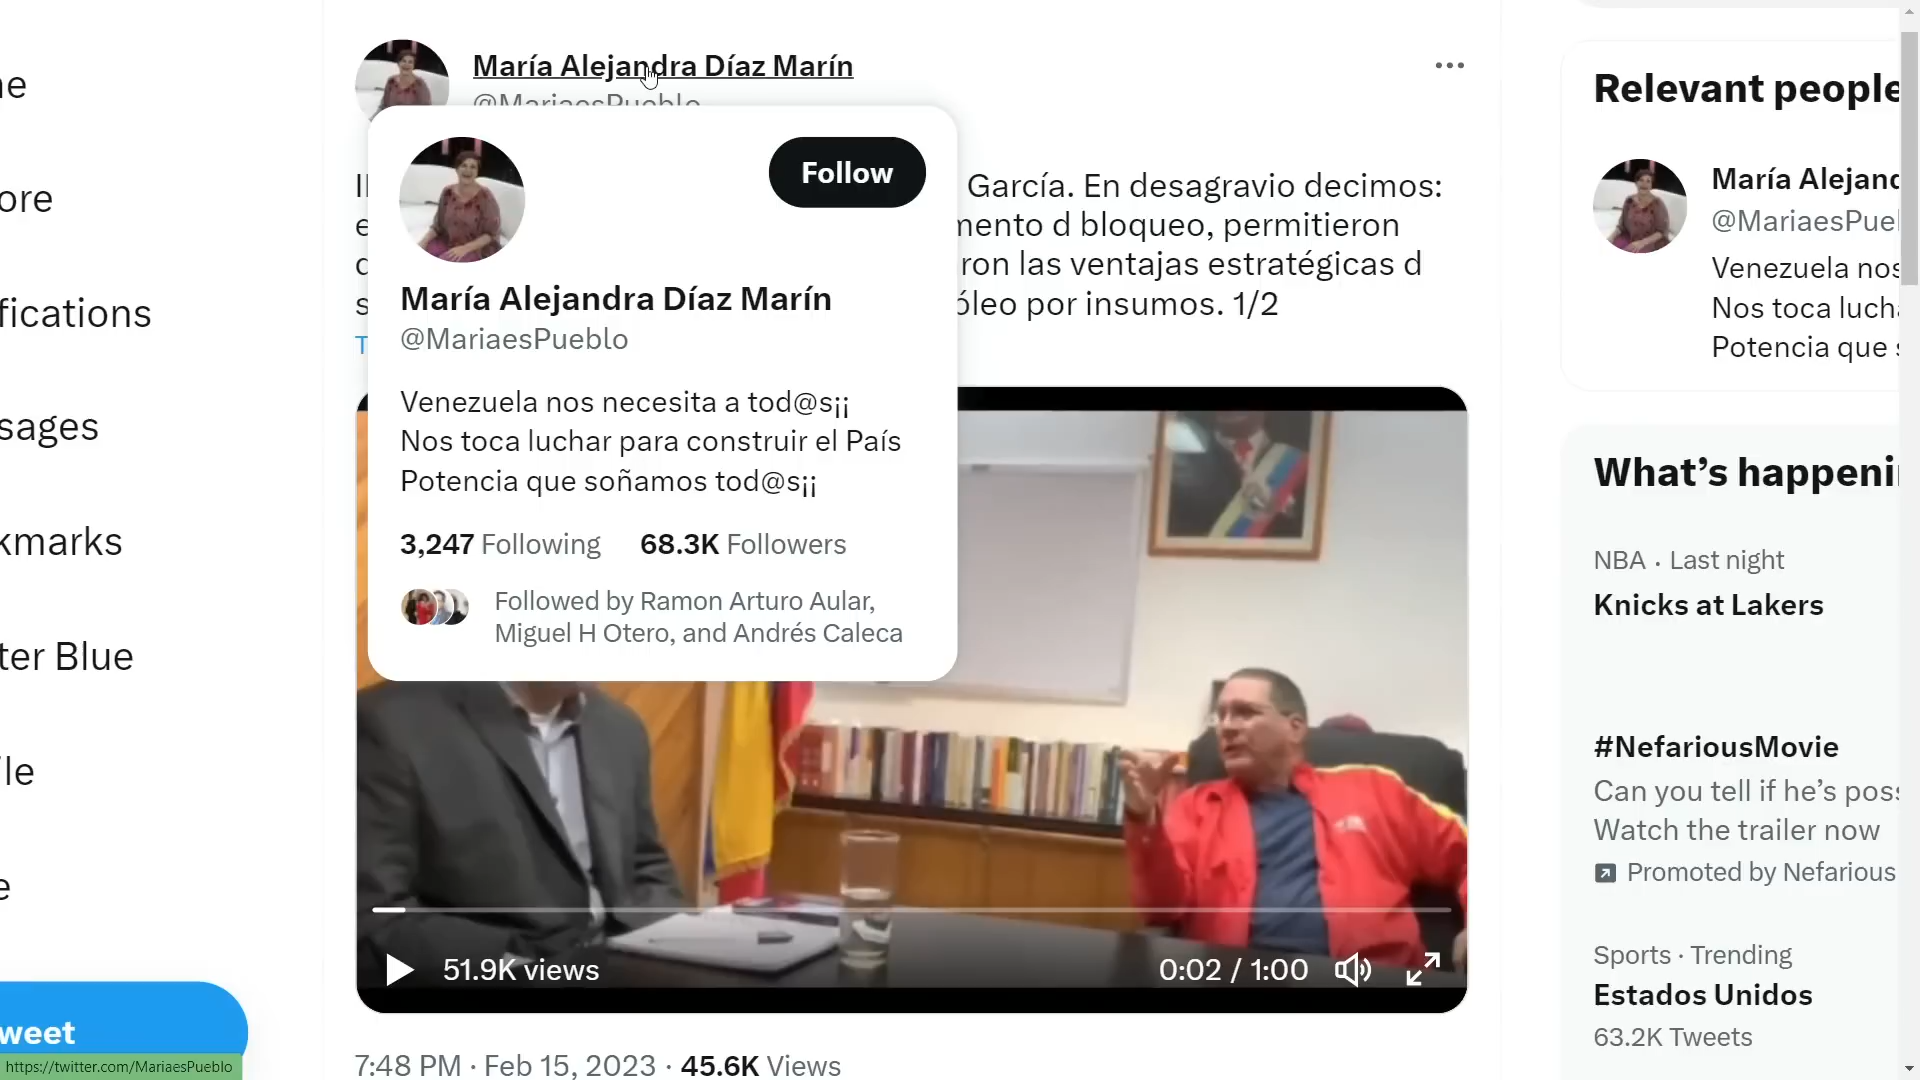 ne
ore
fications
sages
kmarks
ter Blue
e
weet
https://twitter.com/MariaesPueblo
María Alejandra Díaz Marín
@MariaesPueblo
García. En desagravio decimos:
mento d bloqueo, permitieron
ron las ventajas estratégicas d
óleo por insumos. 1/2
Follow
María Alejandra Díaz Marín
@MariaesPueblo
Venezuela nos necesita a tod@s¡¡
Nos toca luchar para construir el País
Potencia que soñamos tod@s¡¡
3,247 Following 68.3K Followers
Followed by Ramon Arturo Aular,
Miguel H Otero, and Andrés Caleca
51.9K views
0:02 / 1:00
7:48 PM · Feb 15, 2023 · 45.6K Views
Relevant people
María Alejand
@MariaesPuel
Venezuela nos
Nos toca lucha
Potencia que s
What’s happeni
NBA · Last night
Knicks at Lakers
#NefariousMovie
Can you tell if he’s poss
Watch the trailer now
Promoted by Nefarious
Sports · Trending
Estados Unidos
63.2K Tweets